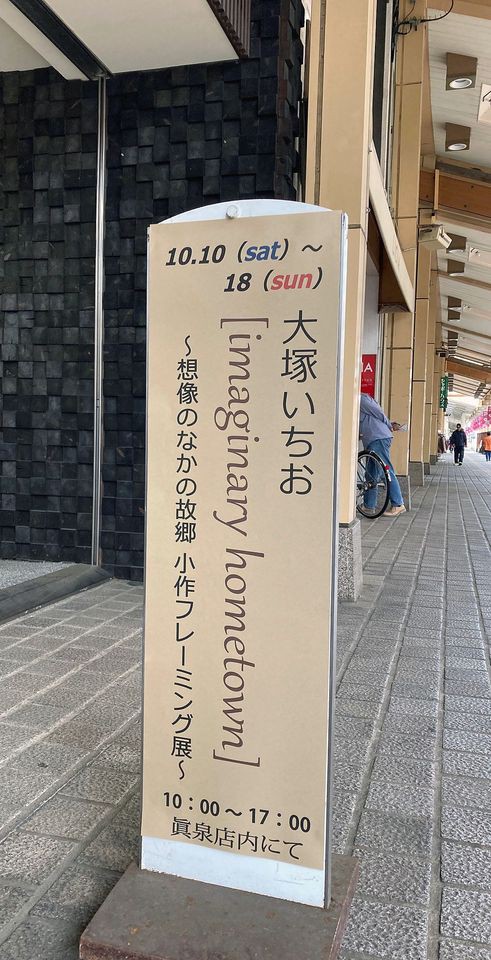 10.10（sat）～
18（sun）
大塚いちお
[imaginary hometown]
～想像のなかの故郷 小作フレーミング展～
10：00～17：00
眞泉店内にて